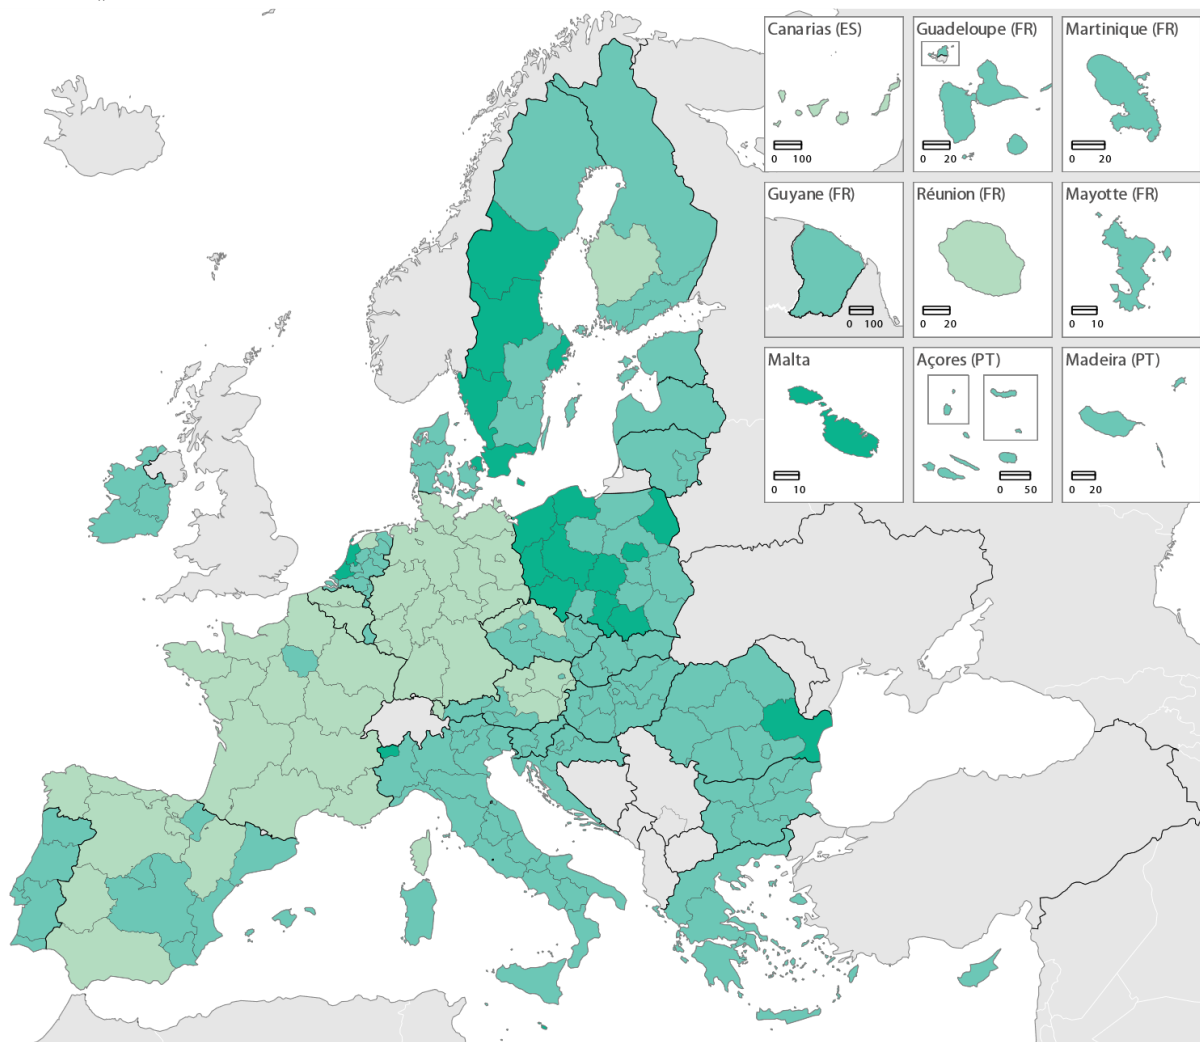 Canarias (ES)
0 100
Guadeloupe (FR)
0 20
Martinique (FR)
0 20
Guyane (FR)
0 100
Réunion (FR)
0 20
Mayotte (FR)
0 10
Malta
0 10
Açores (PT)
0 50
Madeira (PT)
0 20